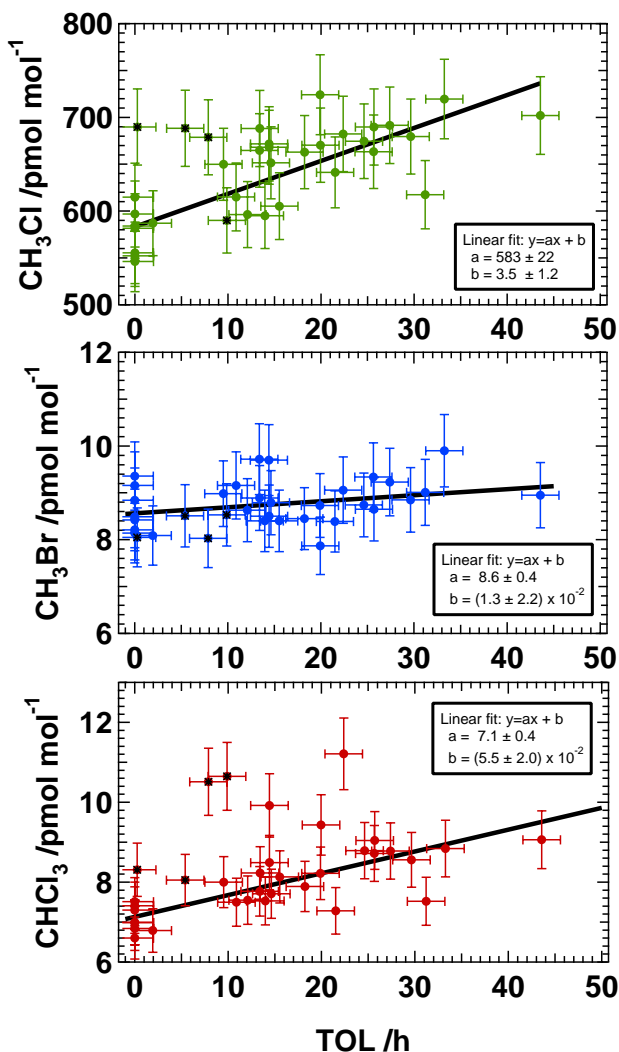 800
700
600
500
CH₃Cl /pmol mol⁻¹
Linear fit: y=ax + b
a = 583 ± 22
b = 3.5 ± 1.2
0 10 20 30 40 50
12
10
8
6
CH₃Br /pmol mol⁻¹
Linear fit: y=ax + b
a = 8.6 ± 0.4
b = (1.3 ± 2.2) x 10⁻²
0 10 20 30 40 50
12
10
8
6
CHCl₃ /pmol mol⁻¹
Linear fit: y=ax + b
a = 7.1 ± 0.4
b = (5.5 ± 2.0) x 10⁻²
0 10 20 30 40 50
TOL /h